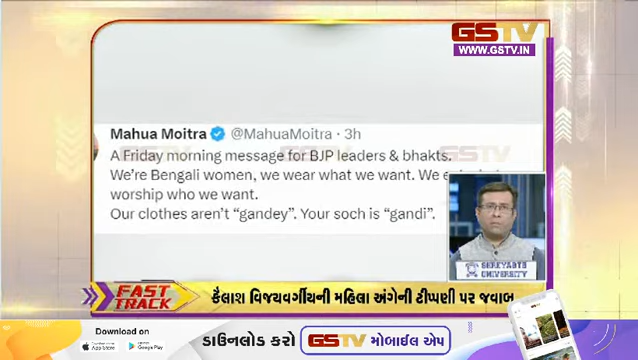 GSTV
WWW.GSTV.IN
Mahua Moitra @MahuaMoitra · 3h
A Friday morning message for BJP leaders & bhakts.
We're Bengali women, we wear what we want. We
worship who we want.
Our clothes aren't "gandey". Your soch is "gandi".
UNIVERSITY
FAST
TRACK
કૈલાશ વિજયવર્ગીયની મહિલા અંગેની ટીપ્પણી પર જવાબ
Download on
App Store
Google Play
ડાઉનલોડ કરો GSTV મોબાઈલ એપ